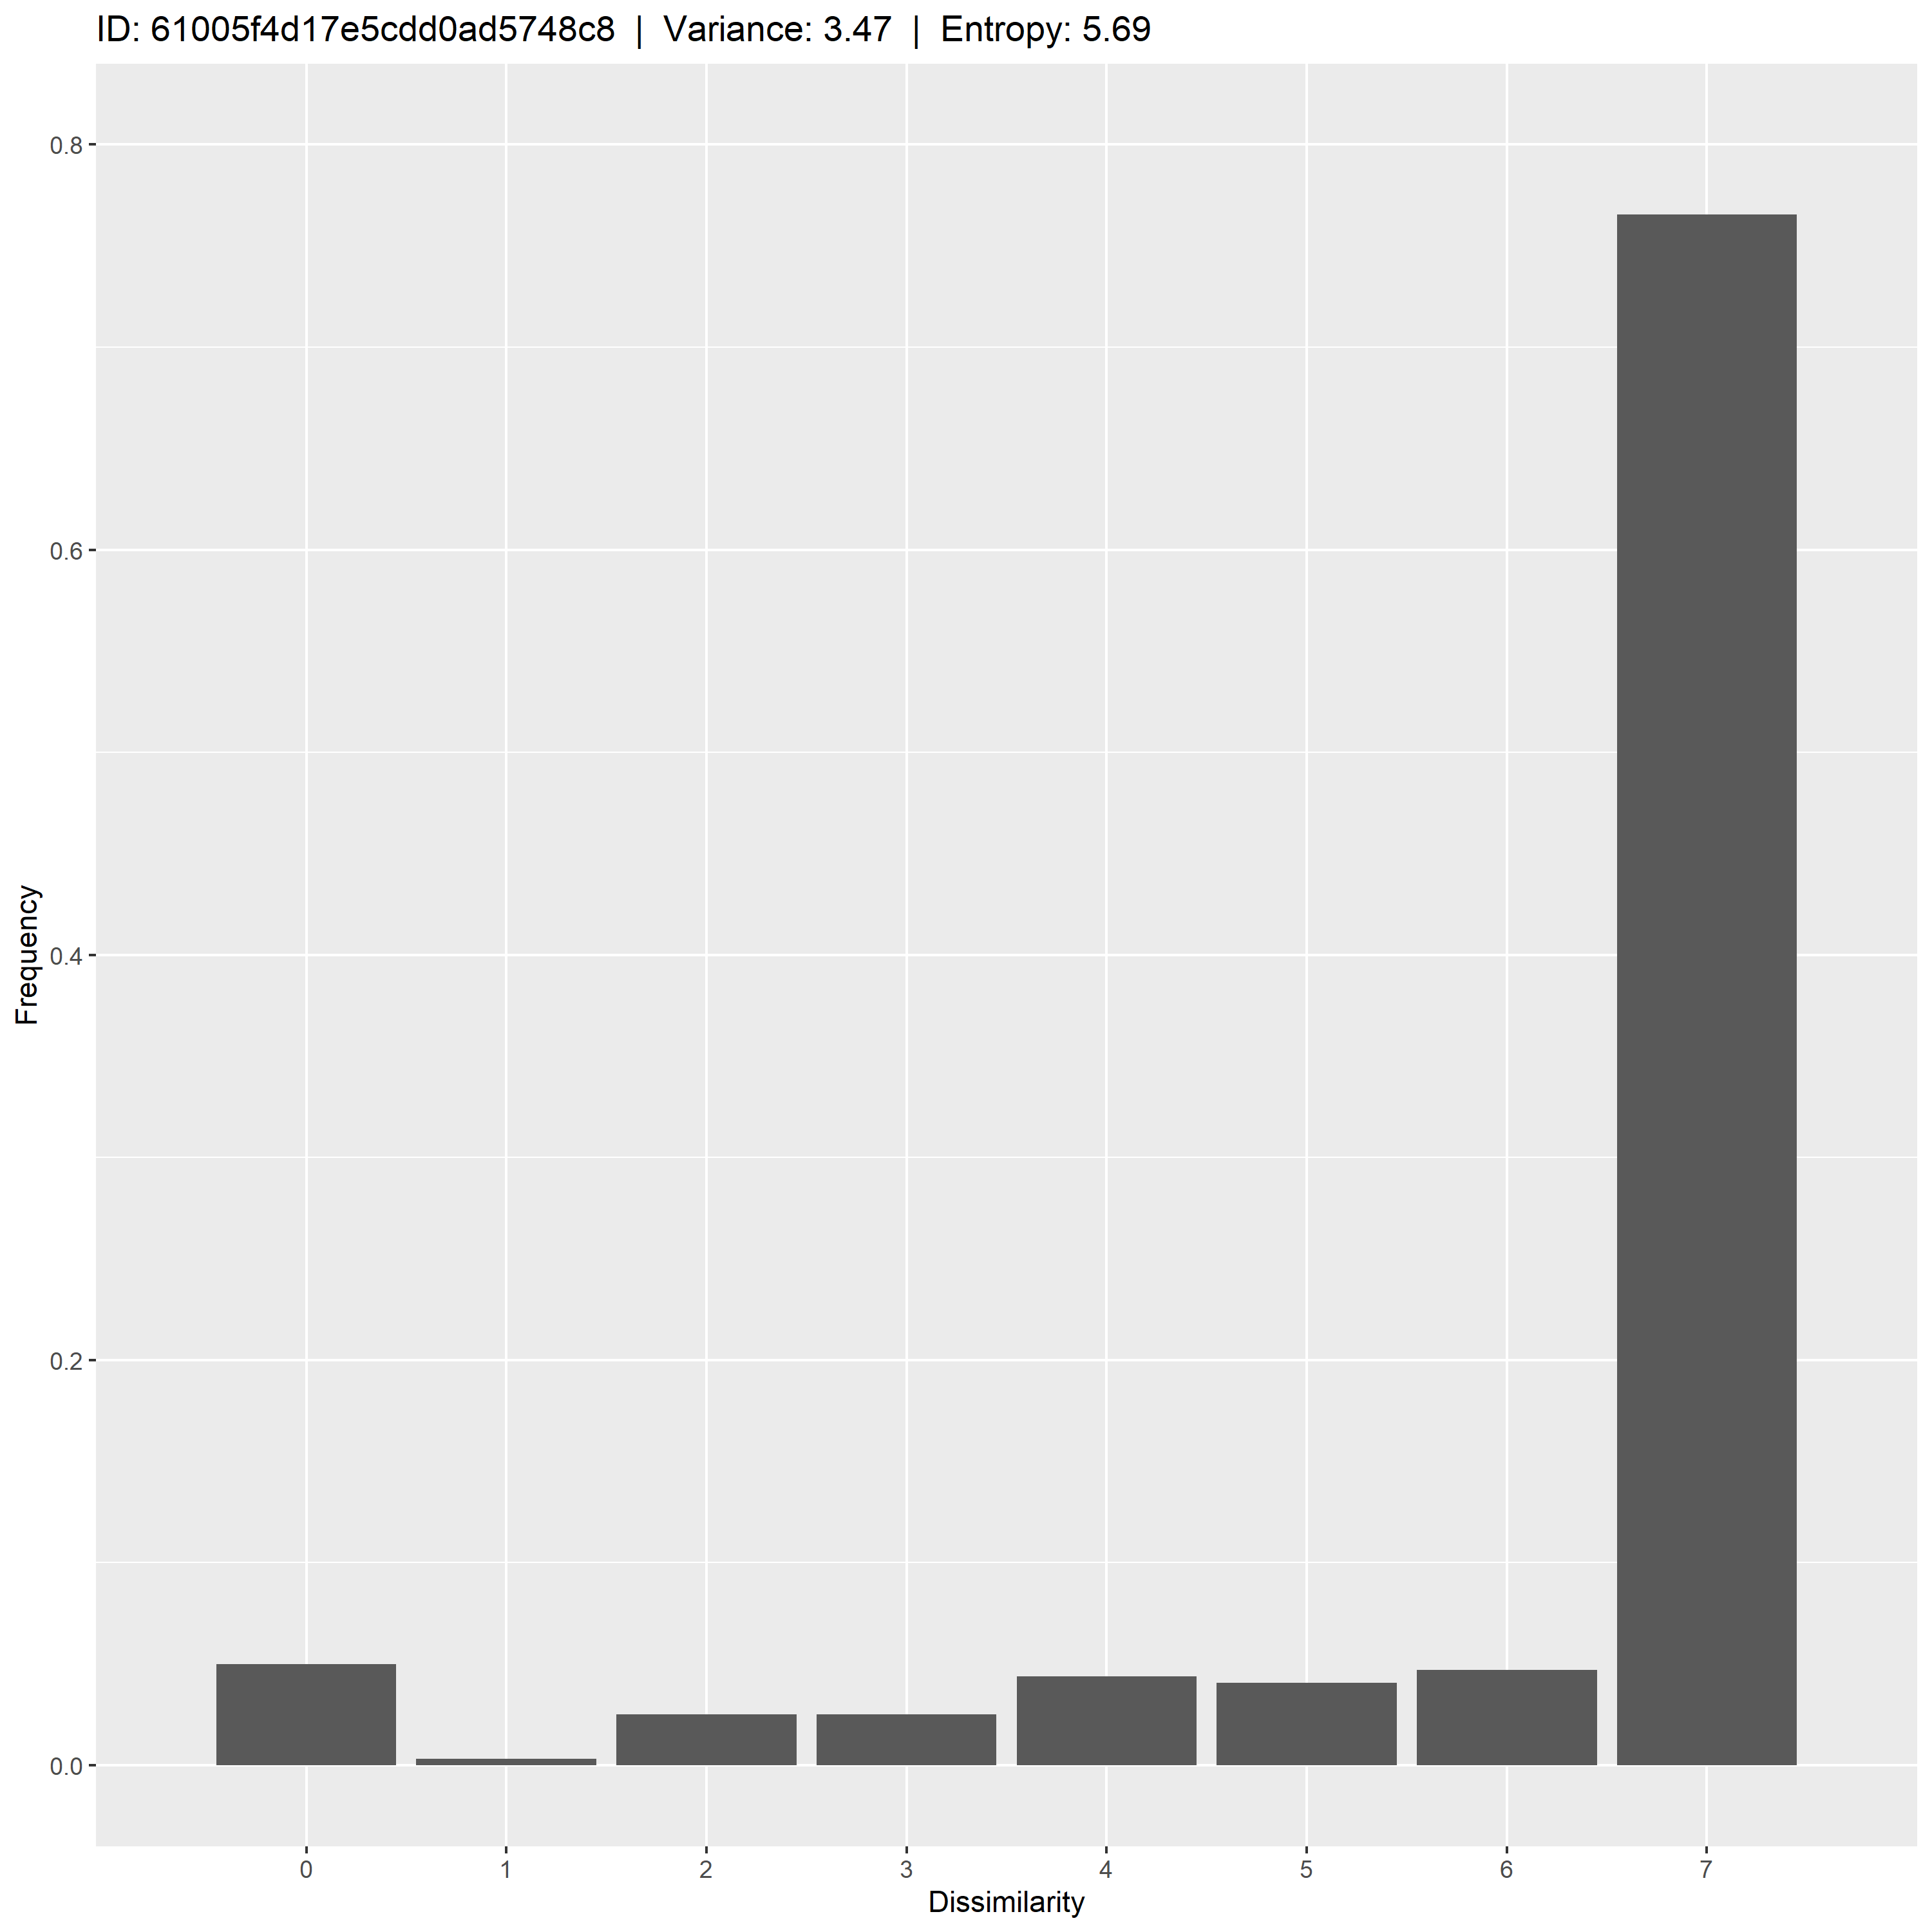 ID: 61005f4d17e5cdd0ad5748c8 | Variance: 3.47 | Entropy: 5.69
0.8
0.6
0.4
0.2
0.0
Frequency
0 1 2 3 4 5 6 7
Dissimilarity